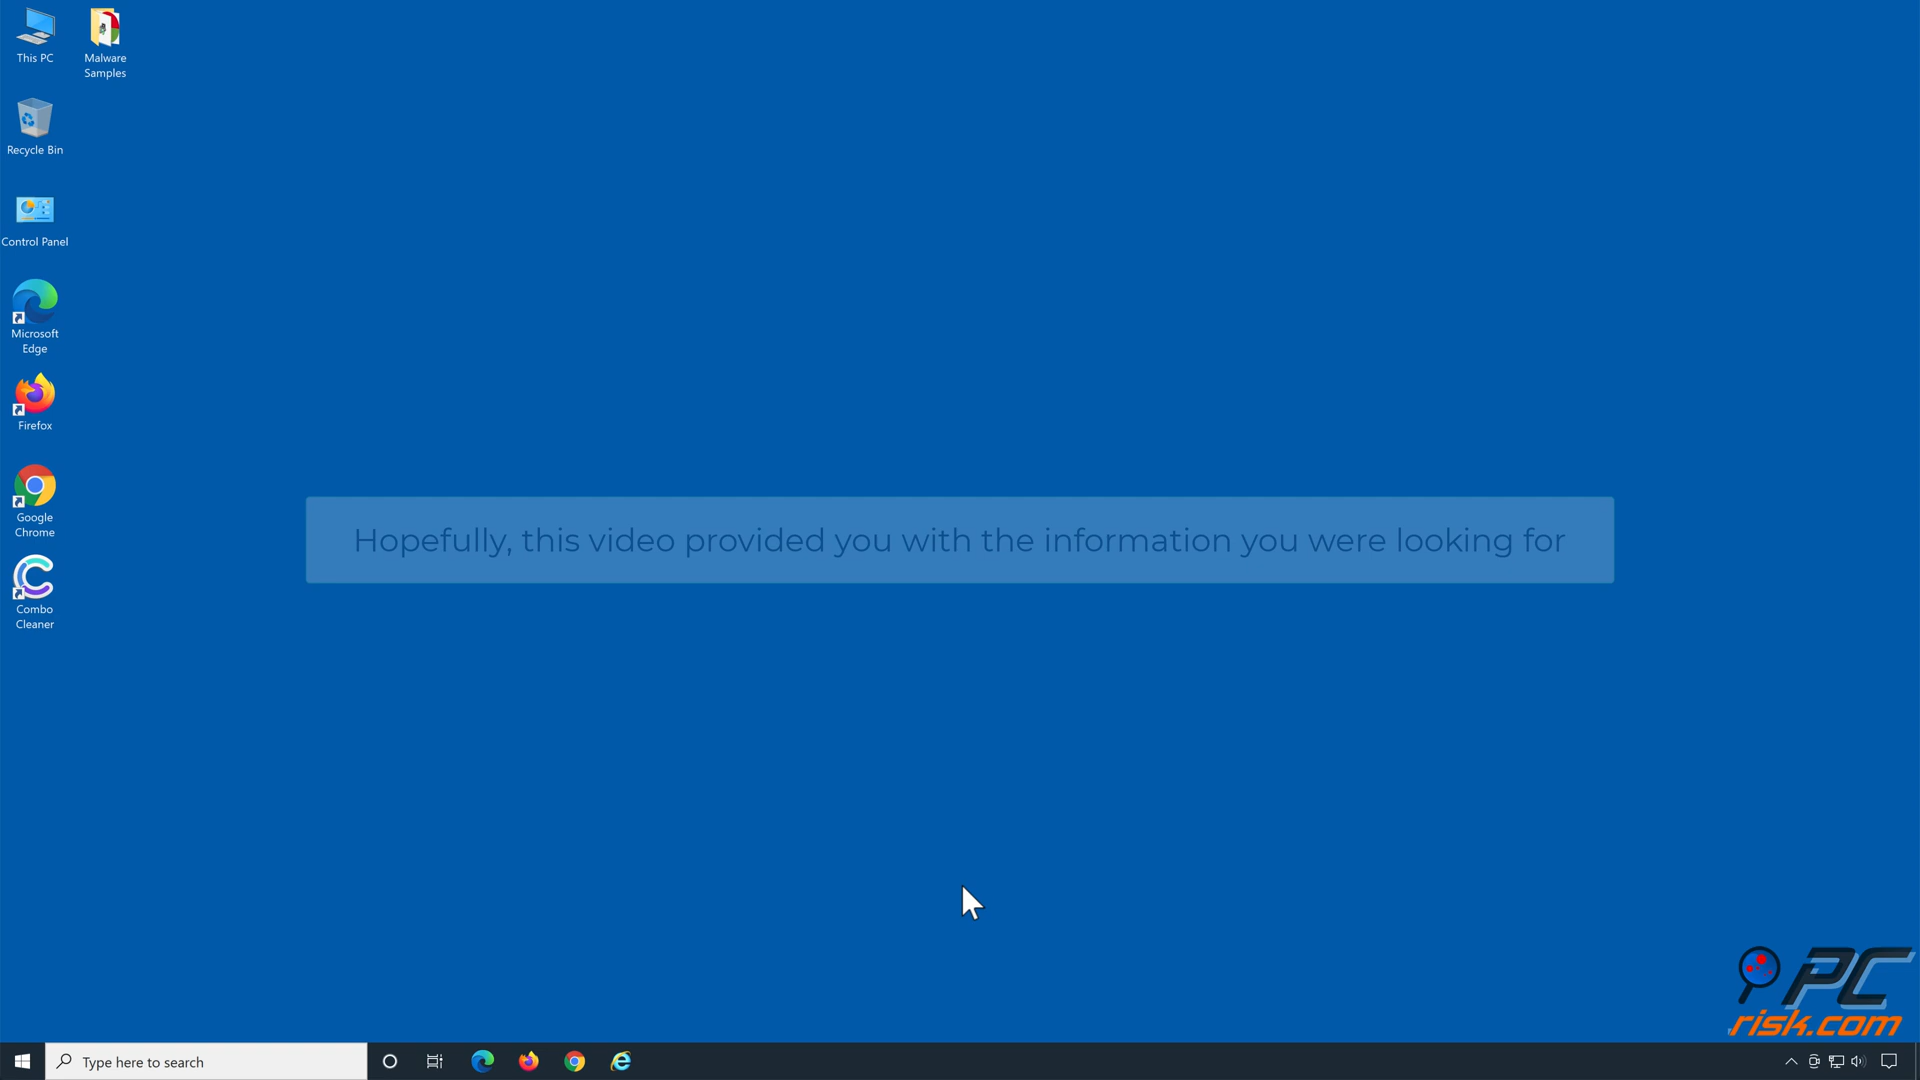 This PC
Malware
Samples
Recycle Bin
Control Panel
Microsoft
Edge
Firefox
Google
Chrome
Combo
Cleaner
Hopefully, this video provided you with the information you were looking for
PC
risk.com
Type here to search